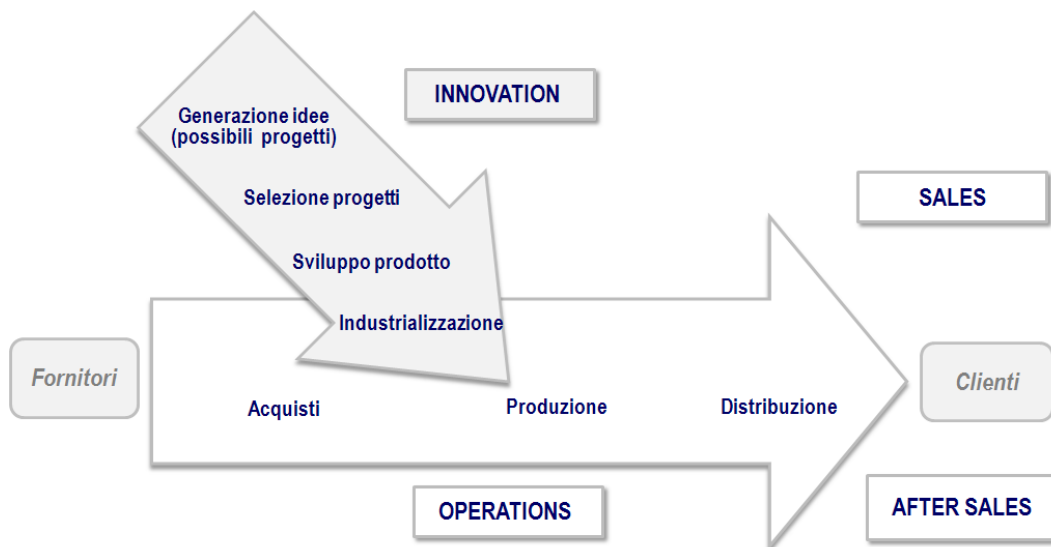 INNOVATION
Generazione idee
(possibili progetti)
Selezione progetti
SALES
Sviluppo prodotto
Industrializzazione
Fornitori
Clienti
Acquisti
Produzione
Distribuzione
OPERATIONS
AFTER SALES